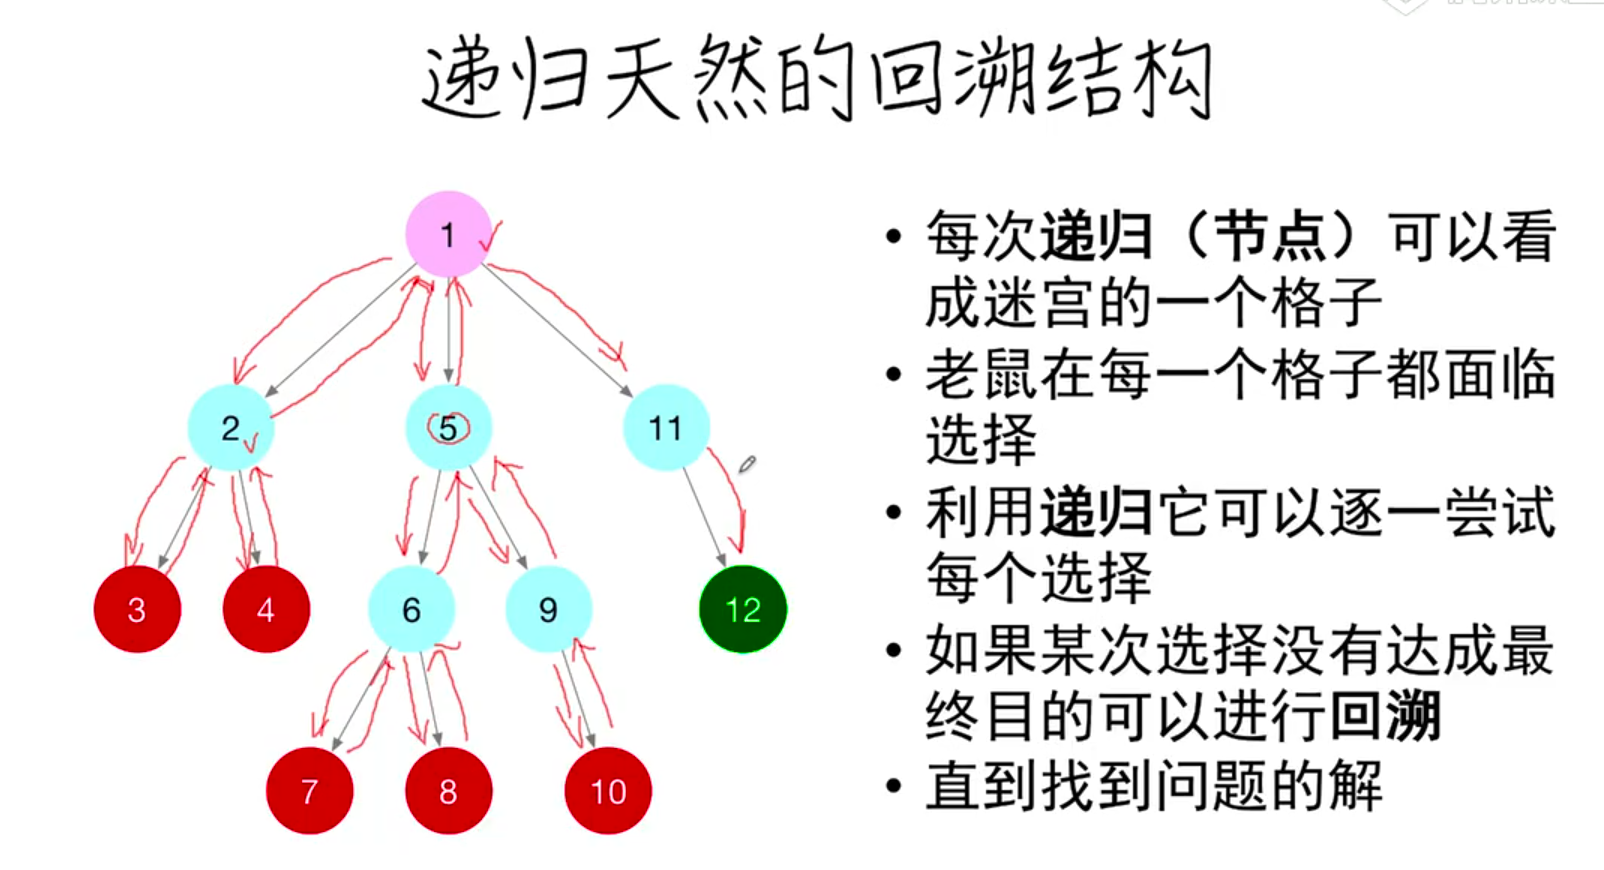 递归天然的回溯结构
1
2
5
11
3
4
6
9
12
7
8
10
• 每次递归（节点）可以看
成迷宫的一个格子
• 老鼠在每一个格子都面临
选择
• 利用递归它可以逐一尝试
每个选择
• 如果某次选择没有达成最
终目的可以进行回溯
• 直到找到问题的解